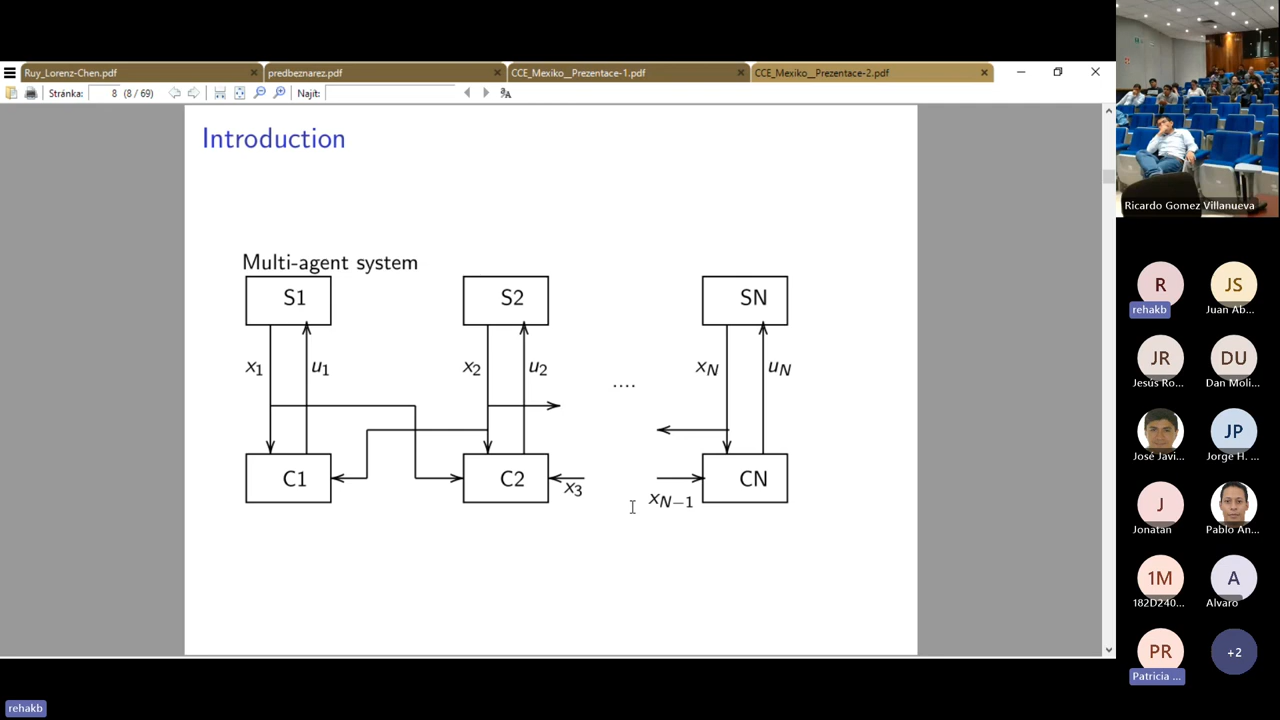 Ruy_Lorenz-Chen.pdf
predbeznarez.pdf
CCE_Mexiko__Prezentace-1.pdf
CCE_Mexiko__Prezentace-2.pdf
Stránka: 8 (8 / 69)
Najít:
Introduction
Multi-agent system
S1 S2 SN
x1 u1 x2 u2 .... xN uN
C1 C2 CN
x3 xN−1
Ricardo Gomez Villanueva
R JS
rehakb Juan Ab...
JR DU
Jesús Ro... Dan Moli...
JP
José Javi... Jorge H. ...
J
Jonatan Pablo An...
1M A
182D240... Alvaro
PR +2
Patricia ...
rehakb